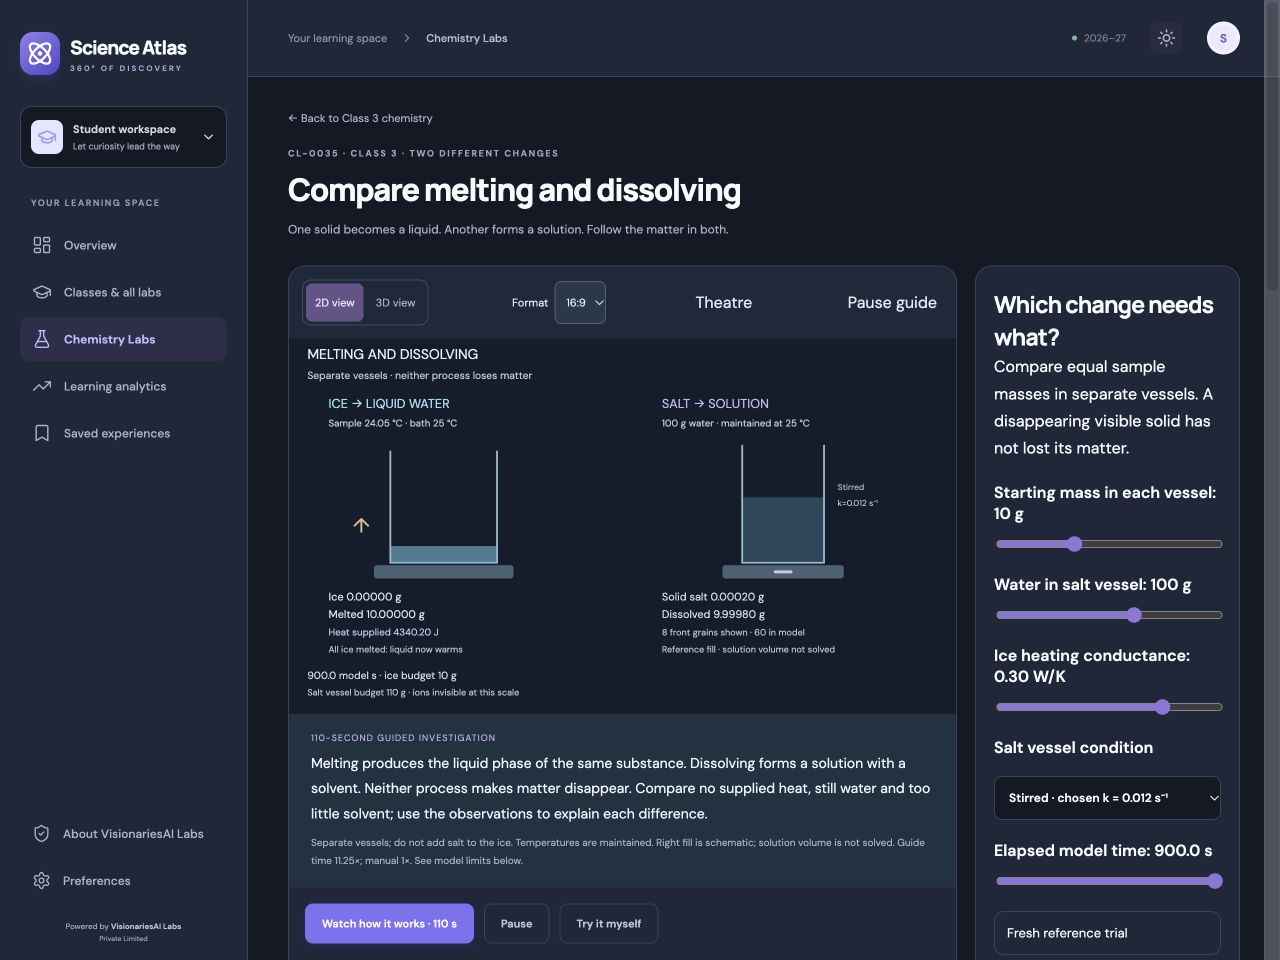 Science Atlas
360° OF DISCOVERY
Student workspace
Let curiosity lead the way
YOUR LEARNING SPACE
Overview
Classes & all labs
Chemistry Labs
Learning analytics
Saved experiences
About VisionariesAI Labs
Preferences
Powered by VisionariesAI Labs
Private Limited
Your learning space
Chemistry Labs
2026–27
S
← Back to Class 3 chemistry
CL-0035 · CLASS 3 · TWO DIFFERENT CHANGES
Compare melting and dissolving
One solid becomes a liquid. Another forms a solution. Follow the matter in both.
2D view
3D view
Format
16:9
Theatre
Pause guide
MELTING AND DISSOLVING
Separate vessels · neither process loses matter
ICE → LIQUID WATER
Sample 24.05 °C · bath 25 °C
SALT → SOLUTION
100 g water · maintained at 25 °C
Stirred
k=0.012 s⁻¹
Ice 0.00000 g
Melted 10.00000 g
Heat supplied 4340.20 J
All ice melted: liquid now warms
Solid salt 0.00020 g
Dissolved 9.99980 g
8 front grains shown · 60 in model
Reference fill · solution volume not solved
900.0 model s · ice budget 10 g
Salt vessel budget 110 g · ions invisible at this scale
110-SECOND GUIDED INVESTIGATION
Melting produces the liquid phase of the same substance. Dissolving forms a solution with a
solvent. Neither process makes matter disappear. Compare no supplied heat, still water and too
little solvent; use the observations to explain each difference.
Separate vessels; do not add salt to the ice. Temperatures are maintained. Right fill is schematic; solution volume is not solved. Guide
time 11.25×; manual 1×. See model limits below.
Watch how it works · 110 s
Pause
Try it myself
Which change needs
what?
Compare equal sample
masses in separate vessels. A
disappearing visible solid has
not lost its matter.
Starting mass in each vessel:
10 g
Water in salt vessel: 100 g
Ice heating conductance:
0.30 W/K
Salt vessel condition
Stirred · chosen k = 0.012 s⁻¹
Elapsed model time: 900.0 s
Fresh reference trial